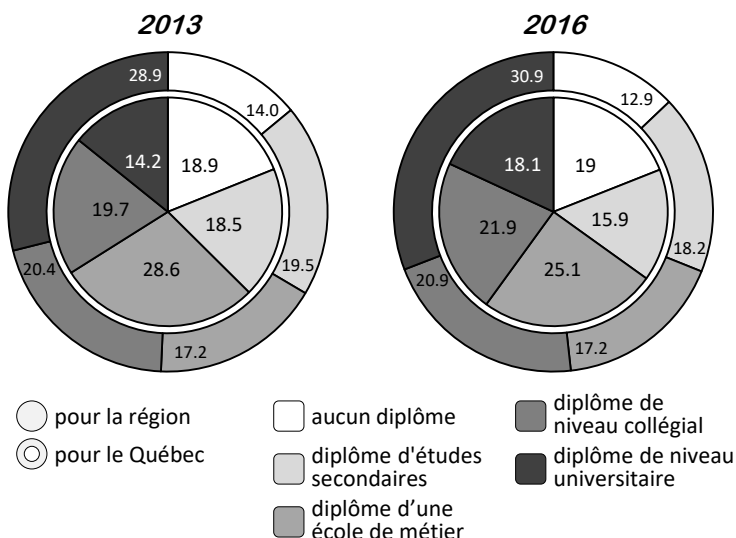 2013
28.9
14.0
14.2
18.9
19.7
18.5
28.6
20.4
19.5
17.2
2016
30.9
12.9
18.1
19
21.9
15.9
25.1
18.2
20.9
17.2
pour la région
pour le Québec
aucun diplôme
diplôme d'études
secondaires
diplôme d’une
école de métier
diplôme de
niveau collégial
diplôme de niveau
universitaire